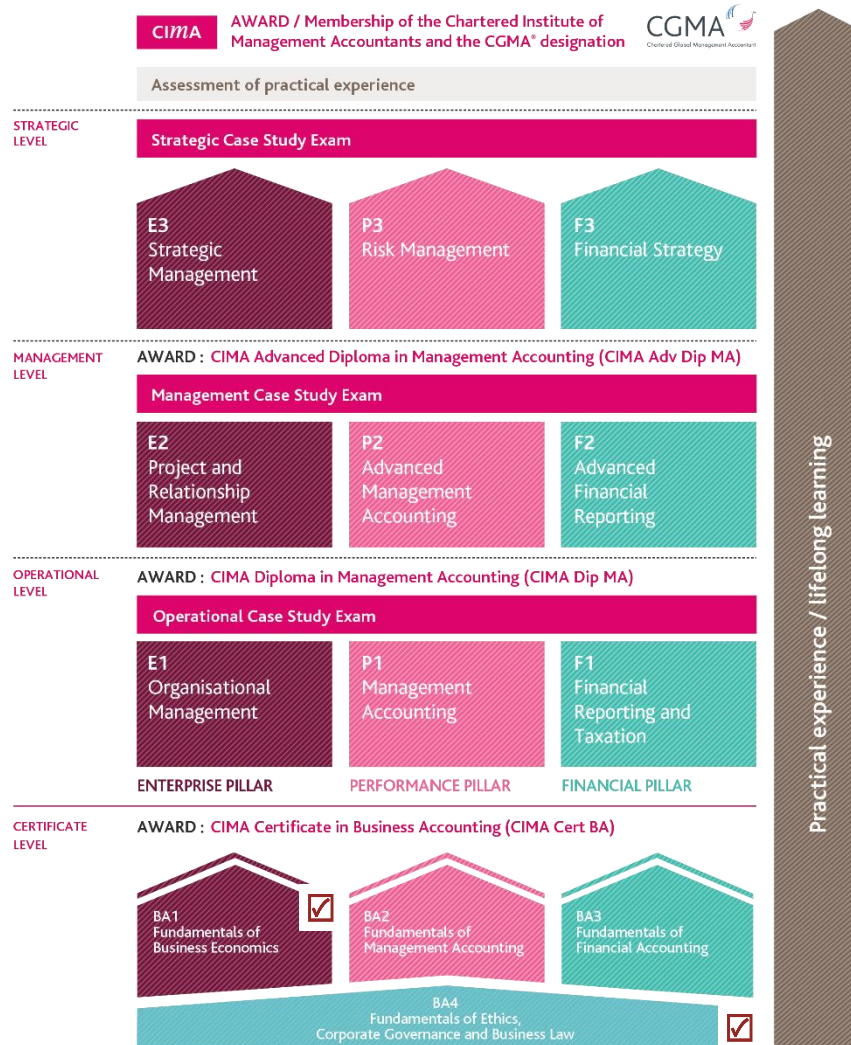 CIMA
AWARD / Membership of the Chartered Institute of
Management Accountants and the CGMA® designation
CGMA
Chartered Global Management Accountant
Assessment of practical experience
STRATEGIC
LEVEL
Strategic Case Study Exam
E3
Strategic
Management
P3
Risk Management
F3
Financial Strategy
MANAGEMENT
LEVEL
AWARD : CIMA Advanced Diploma in Management Accounting (CIMA Adv Dip MA)
Management Case Study Exam
E2
Project and
Relationship
Management
P2
Advanced
Management
Accounting
F2
Advanced
Financial
Reporting
OPERATIONAL
LEVEL
AWARD : CIMA Diploma in Management Accounting (CIMA Dip MA)
Operational Case Study Exam
E1
Organisational
Management
P1
Management
Accounting
F1
Financial
Reporting and
Taxation
ENTERPRISE PILLAR
PERFORMANCE PILLAR
FINANCIAL PILLAR
CERTIFICATE
LEVEL
AWARD : CIMA Certificate in Business Accounting (CIMA Cert BA)
BA1
Fundamentals of
Business Economics
BA2
Fundamentals of
Management Accounting
BA3
Fundamentals of
Financial Accounting
BA4
Fundamentals of Ethics,
Corporate Governance and Business Law
Practical experience / lifelong learning